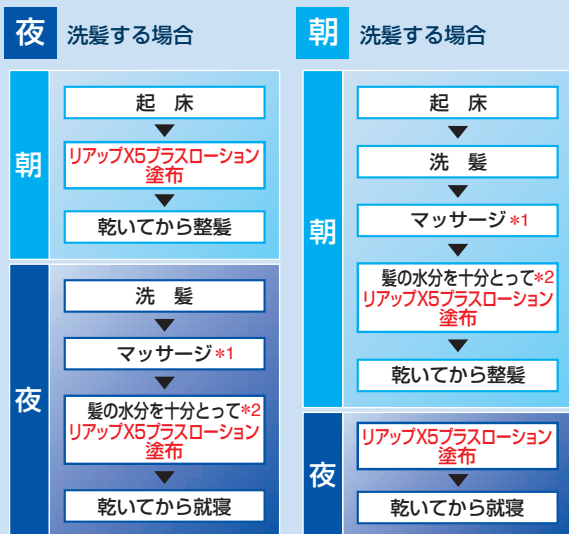 夜 洗髪する場合
朝
起 床
リアップX5プラスローション
塗布
乾いてから整髪
夜
洗 髪
マッサージ*1
髪の水分を十分とって*2
リアップX5プラスローション
塗布
乾いてから就寝
朝 洗髪する場合
朝
起 床
洗 髪
マッサージ*1
髪の水分を十分とって*2
リアップX5プラスローション
塗布
乾いてから整髪
夜
リアップX5プラスローション
塗布
乾いてから就寝